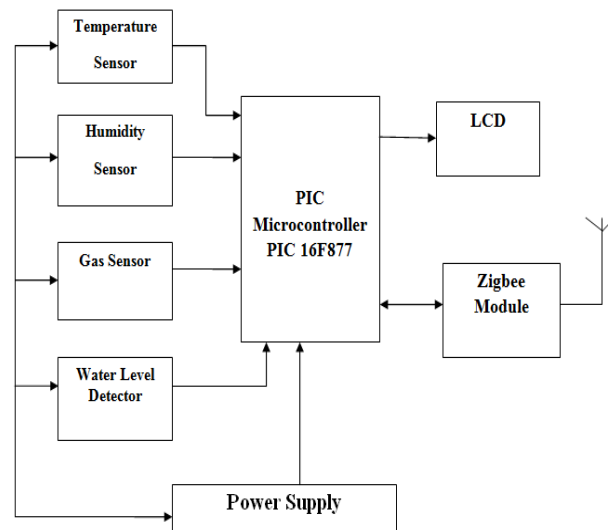 Temperature
Sensor
Humidity
Sensor
Gas Sensor
Water Level
Detector
PIC
Microcontroller
PIC 16F877
LCD
Zigbee
Module
Power Supply